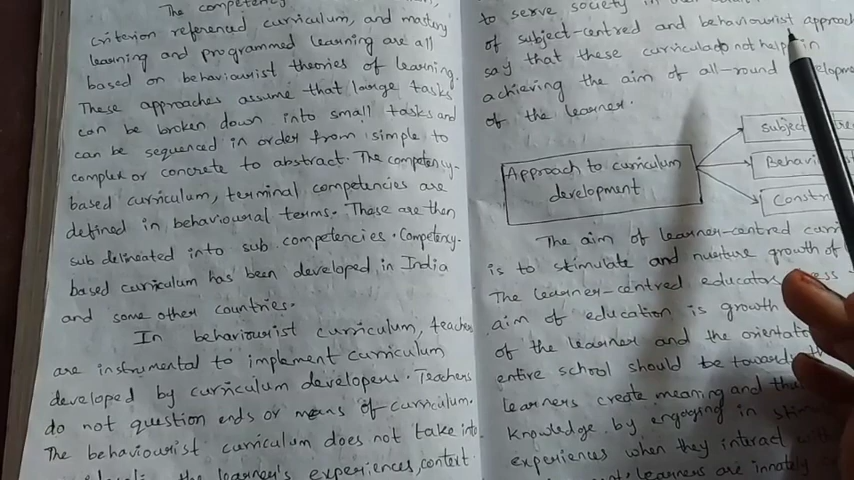 The competency
criterion referenced curriculum, and mastery
learning and programmed learning are all
based on behaviourist theories of learning.
These approaches assume that large tasks
can be broken down into small tasks and
can be sequenced in order from simple to
complex or concrete to abstract. The competency-
based curriculum, terminal competencies are
defined in behavioural terms. These are then
sub delineated into sub competencies. Competency-
based curriculum has been developed in India
and some other countries.
In behaviourist curriculum, teachers
are instrumental to implement curriculum
developed by curriculum developers. Teachers
do not question ends or means of curriculum.
The behaviourist curriculum does not take into
the learner's experiences, context
to serve society in
of subject-centred and behaviourist approach
say that these curricula do not help in
achieving the aim of all-round
of the learner.
Approach to curriculum
development
Subject
Behavi
Constr
The aim of learner-centred curri
is to stimulate and nurture growth of
The learner-centred educators
aim of education is growth
of the learner and the orientatio
entire school should be towards
learners create meaning and
knowledge by engaging in
experiences when they interact
learners are innately